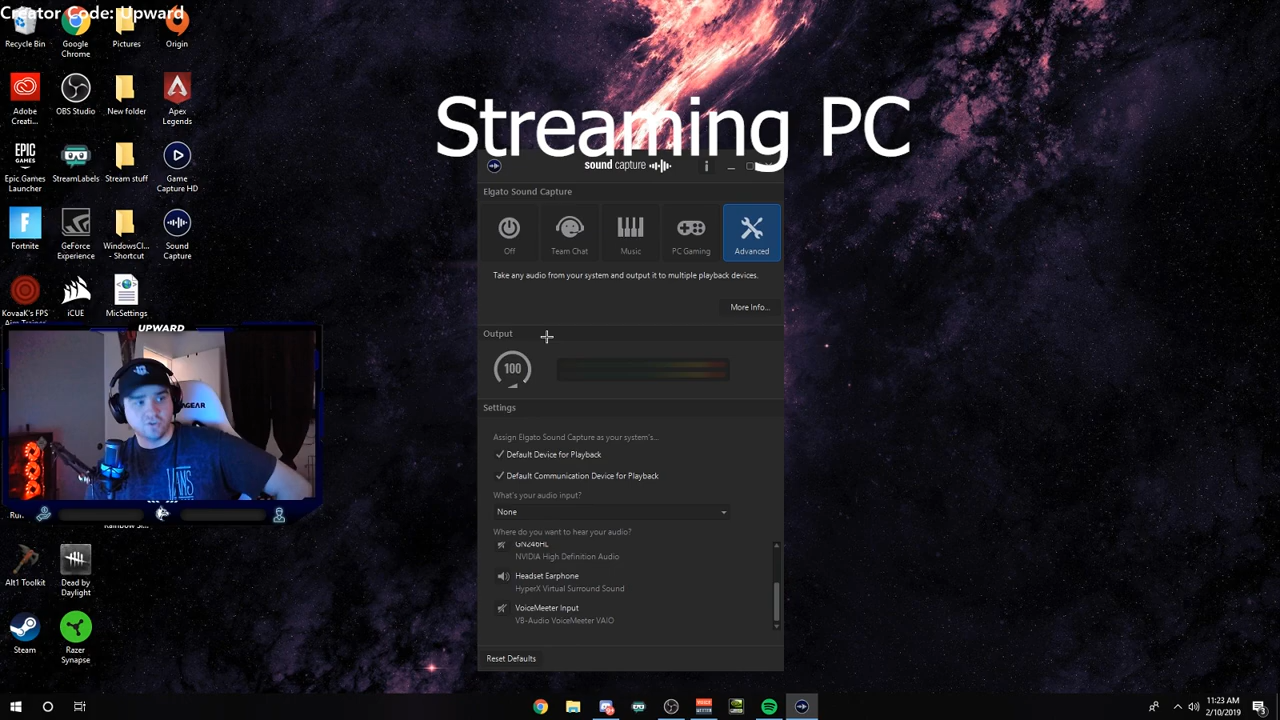 Creator Code: Upward
Recycle Bin
Google
Chrome
Pictures
Origin
Adobe
Creati...
OBS Studio
New folder
Apex
Legends
Epic Games
Launcher
StreamLabels
Stream stuff
Game
Capture HD
Fortnite
GeForce
Experience
WindowsCl...
- Shortcut
Sound
Capture
KovaaK's FPS
iCUE
MicSettings
UPWARD
Alt1 Toolkit
Dead by
Daylight
Steam
Razer
Synapse
Streaming PC
sound capture
Elgato Sound Capture
Off
Team Chat
Music
PC Gaming
Advanced
Take any audio from your system and output it to multiple playback devices.
More Info...
Output
100
Settings
Assign Elgato Sound Capture as your system's...
Default Device for Playback
Default Communication Device for Playback
What's your audio input?
None
Where do you want to hear your audio?
GN246HL
NVIDIA High Definition Audio
Headset Earphone
HyperX Virtual Surround Sound
VoiceMeeter Input
VB-Audio VoiceMeeter VAIO
Reset Defaults
11:23 AM
2/10/2019